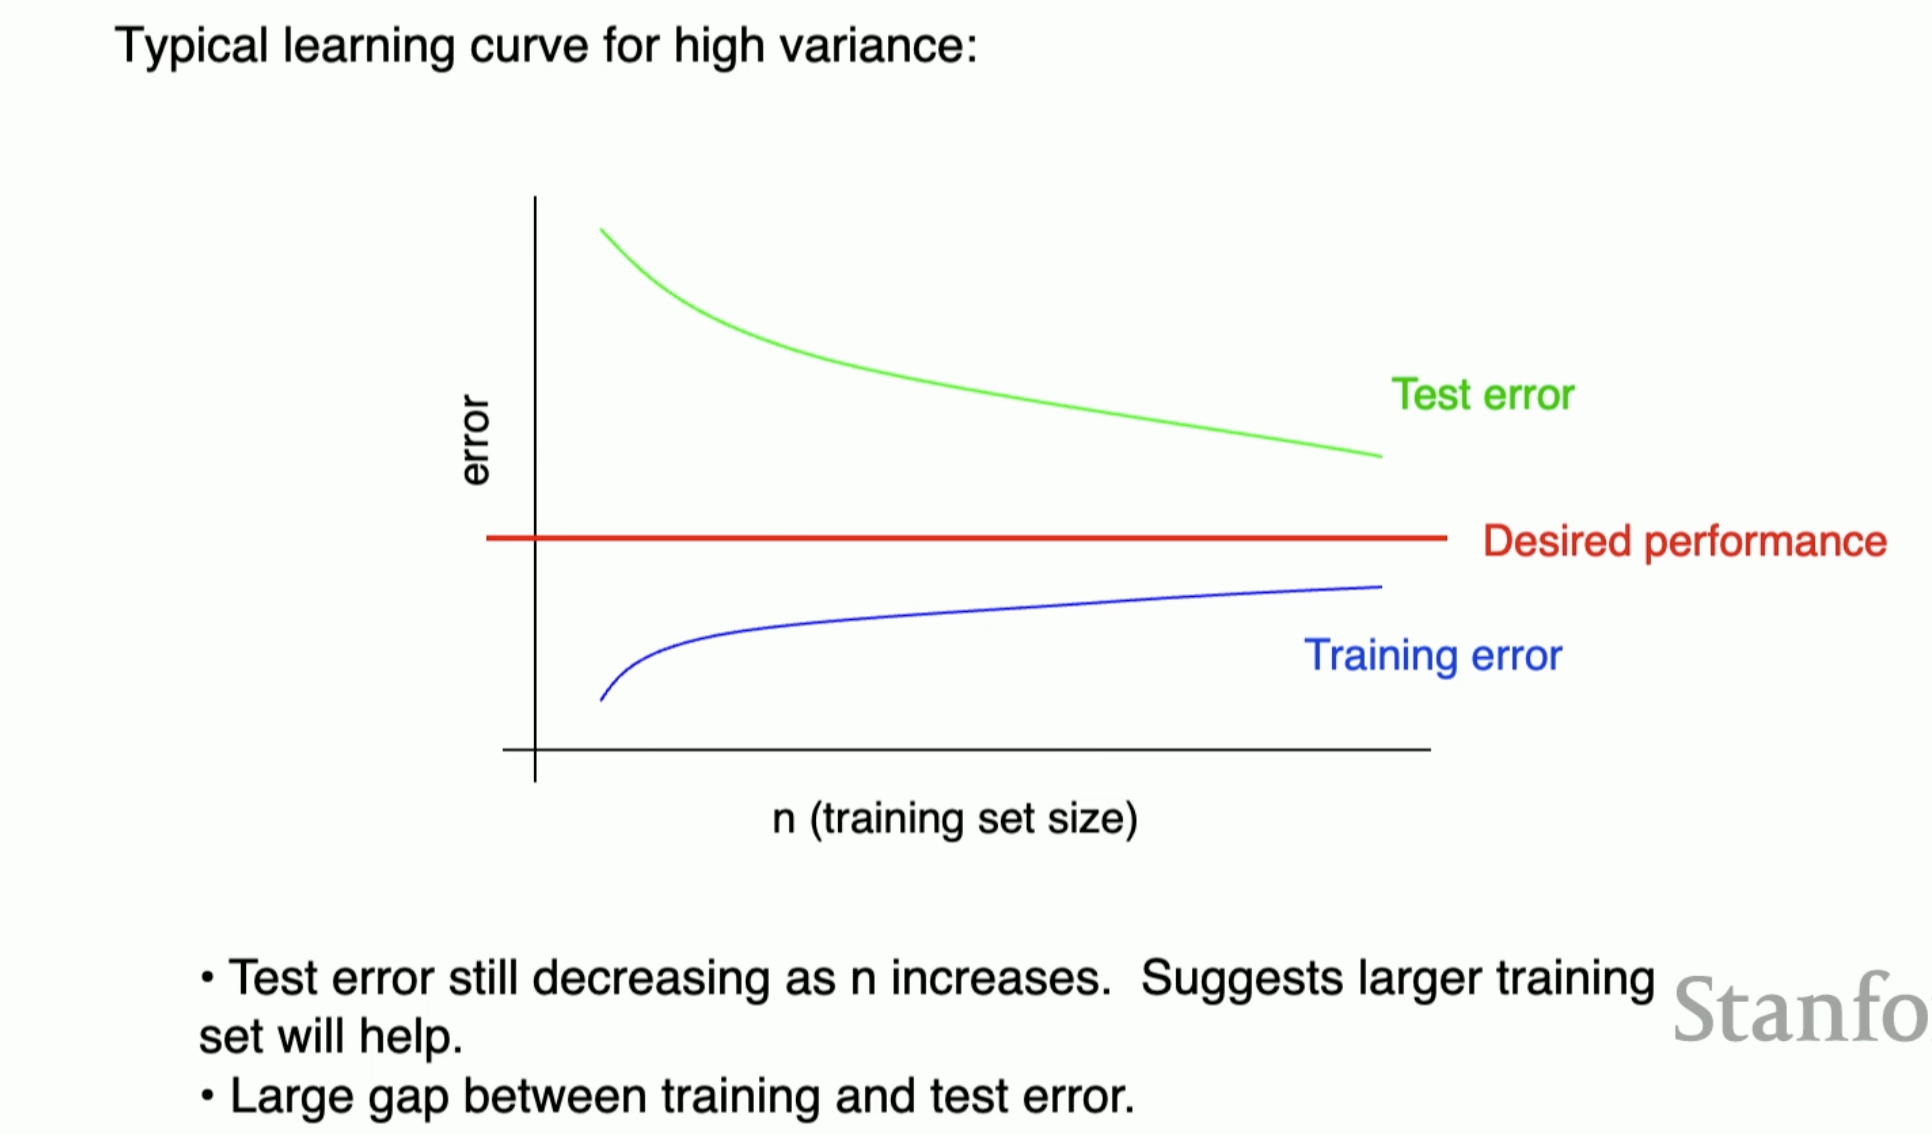 Typical learning curve for high variance:
error
Test error
Desired performance
Training error
n (training set size)
• Test error still decreasing as n increases.  Suggests larger training
set will help.
• Large gap between training and test error.
Stanfo